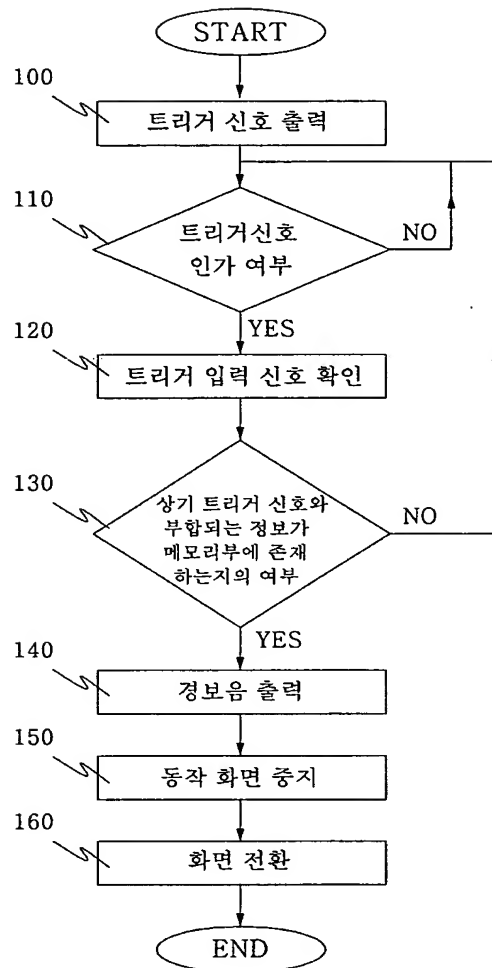 START
100
트리거 신호 출력
110
트리거신호
인가 여부
NO
YES
120
트리거 입력 신호 확인
130
상기 트리거 신호와
부합되는 정보가
메모리부에 존재
하는지의 여부
NO
YES
140
경보음 출력
150
동작 화면 중지
160
화면 전환
END